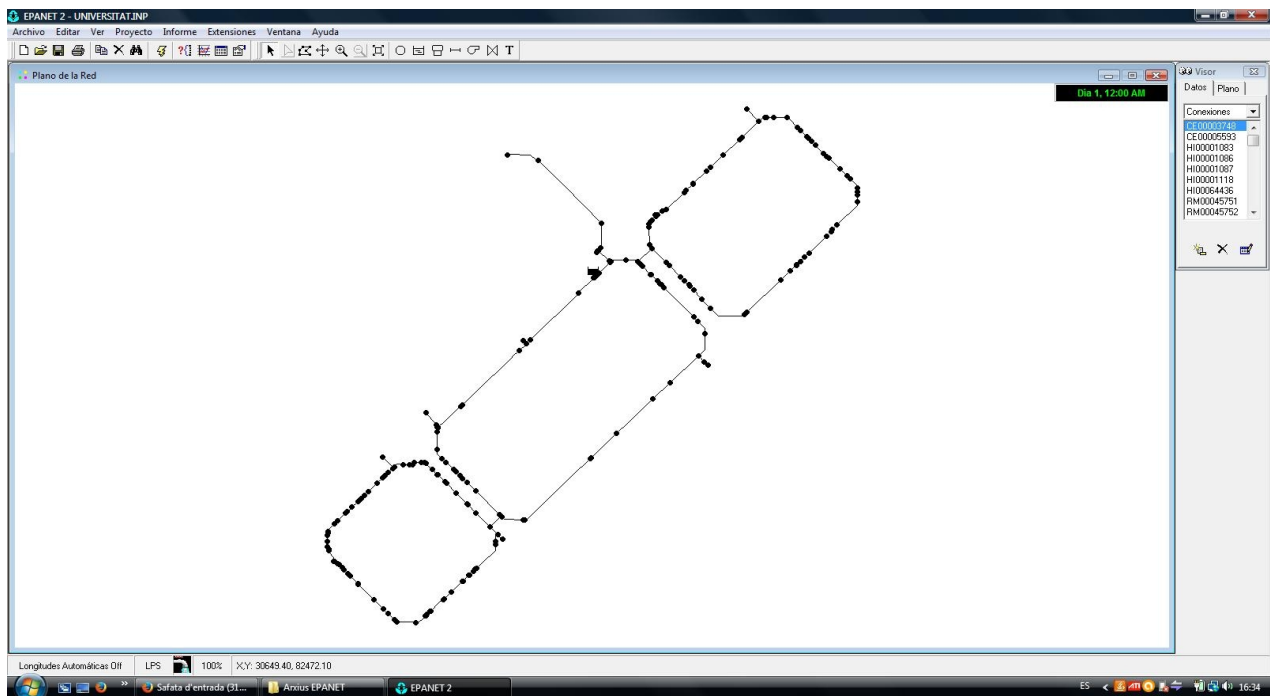 EPANET 2 - UNIVERSITAT.INP
Archivo Editar Ver Proyecto Informe Extensiones Ventana Ayuda
T
Plano de la Red
Día 1, 12:00 AM
Visor
Datos Plano
Conexiones
CE00003748
CE00005593
HI00001083
HI00001086
HI00001087
HI00001118
HI00064436
RM00045751
RM00045752
Longitudes Automáticas Off LPS 100% X,Y: 30649.40, 82472.10
Safata d'entrada (31... Arxius EPANET EPANET 2 ES 16:34